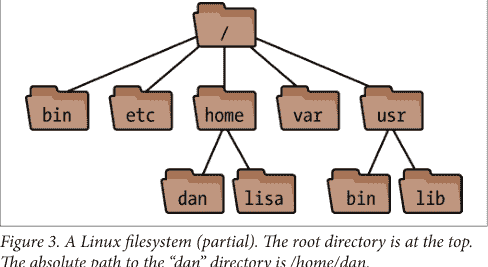 /
bin etc home var usr
dan lisa bin lib
Figure 3. A Linux filesystem (partial). The root directory is at the top.
The absolute path to the “dan” directory is /home/dan.